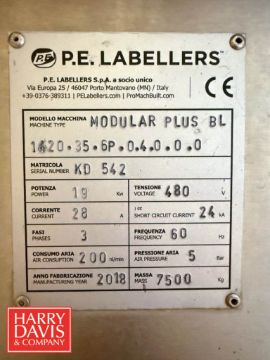 P.E. P.E. LABELLERS™ CE
P.E. LABELLERS S.p.A. a socio unico
Via Europa 25 / 46047 Porto Mantovano (MN) / Italy
+39-0376-389311 | PELabellers.com | ProMachBuilt.com
MODELLO MACCHINA
MACHINE TYPE
MODULAR PLUS BL
1420.35.6P.0.4.0.0.0
MATRICOLA
SERIAL NUMBER
KD 542
POTENZA
POWER
19 Kw
TENSIONE
VOLTAGE
480 V
CORRENTE
CURRENT
28 A
Icc
SHORT CIRCUIT CURRENT
24 kA
FASI
PHASES
3
FREQUENZA
FREQUENCY
60 Hz
CONSUMO ARIA
AIR CONSUPTION
200 nl/min
PRESSIONE ARIA
AIR PRESSURE
5 Bar
ANNO FABBRICAZIONE
MANUFACTURING YEAR
2018
MASSA
MASS
7500 Kg
HARRY
DAVIS
& COMPANY